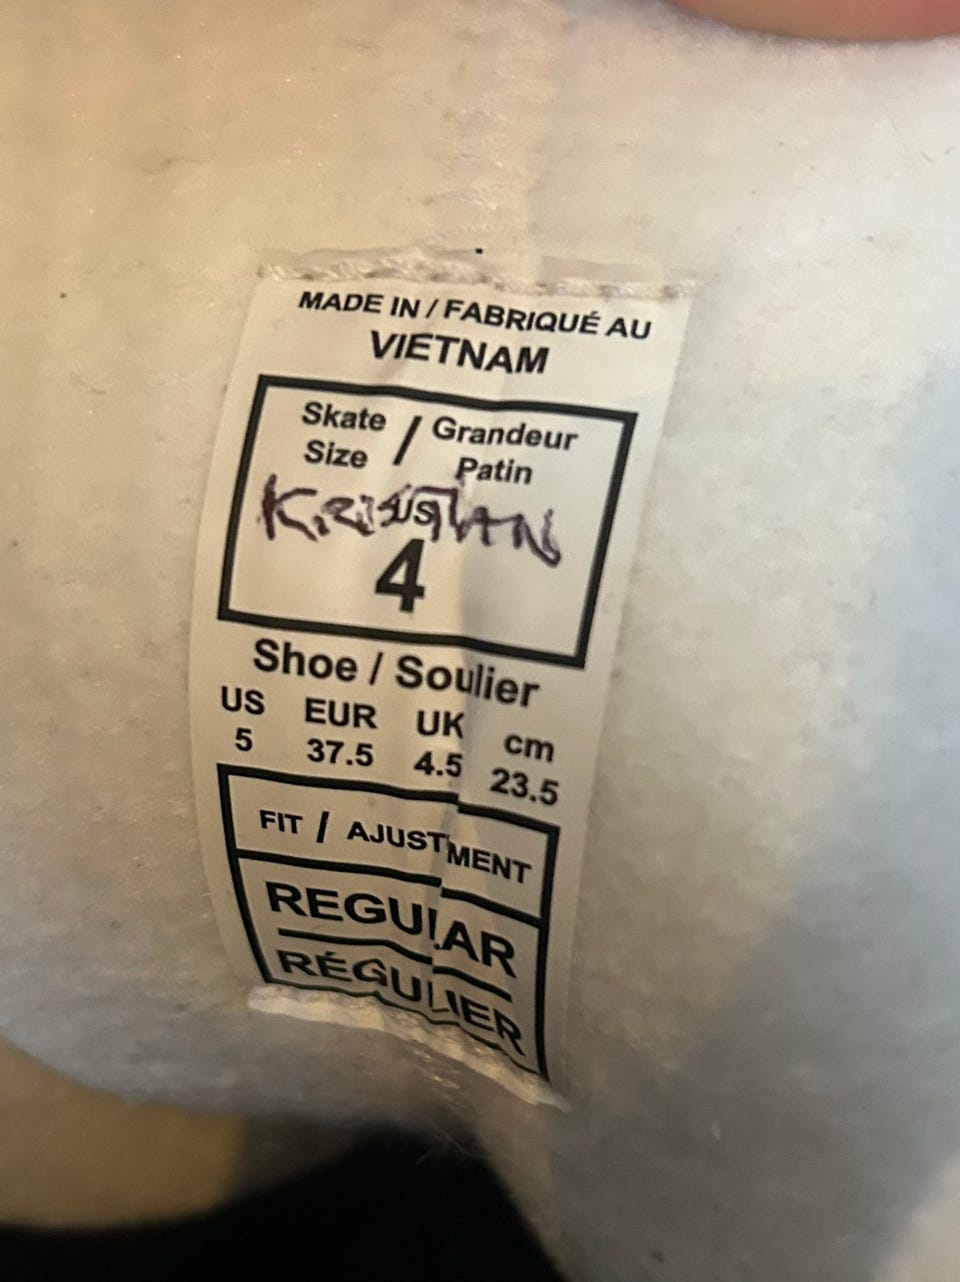 MADE IN / FABRIQUÉ AU
VIETNAM
Skate / Grandeur
Size Patin
KRISTIAN
US
4
Shoe / Soulier
US EUR UK cm
5 37.5 4.5 23.5
FIT / AJUSTMENT
REGULAR
RÉGULIER